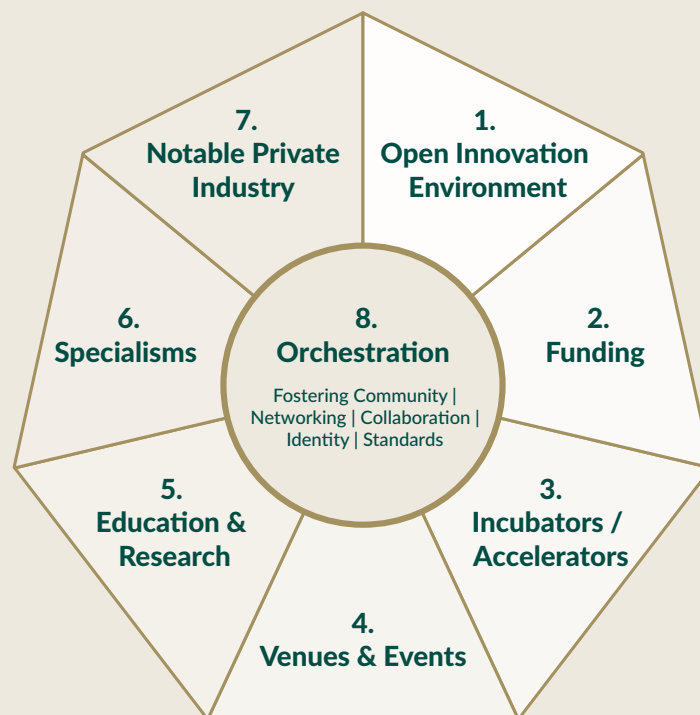 7.
Notable Private
Industry
1.
Open Innovation
Environment
6.
Specialisms
8.
Orchestration
Fostering Community |
Networking | Collaboration |
Identity | Standards
2.
Funding
5.
Education &
Research
3.
Incubators /
Accelerators
4.
Venues & Events